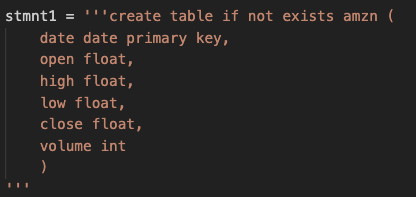 stmnt1 = '''create table if not exists amzn (
    date date primary key,
    open float,
    high float,
    low float,
    close float,
    volume int
    )
'''